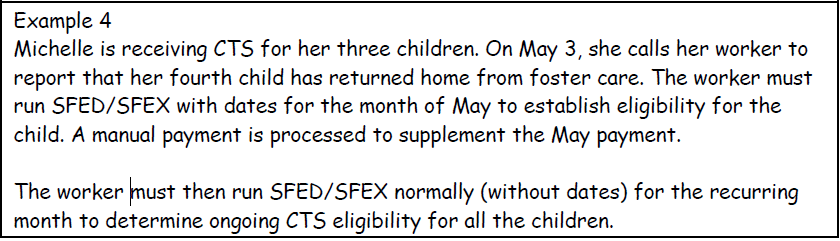 Example 4
Michelle is receiving CTS for her three children. On May 3, she calls her worker to
report that her fourth child has returned home from foster care. The worker must
run SFED/SFEX with dates for the month of May to establish eligibility for the
child. A manual payment is processed to supplement the May payment.
The worker must then run SFED/SFEX normally (without dates) for the recurring
month to determine ongoing CTS eligibility for all the children.